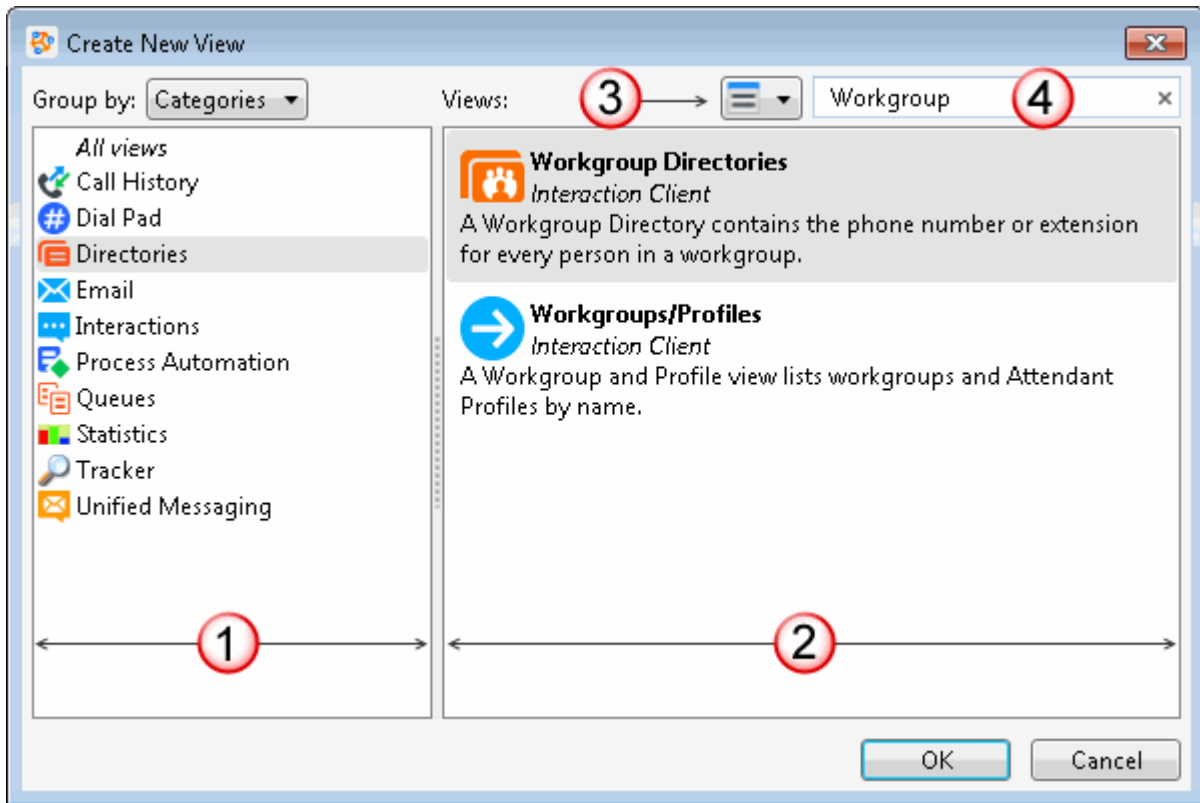 Create New View
Group by: Categories
Views:
3
Workgroup
4
All views
Call History
Dial Pad
Directories
Email
Interactions
Process Automation
Queues
Statistics
Tracker
Unified Messaging
1
Workgroup Directories
Interaction Client
A Workgroup Directory contains the phone number or extension
for every person in a workgroup.
Workgroups/Profiles
Interaction Client
A Workgroup and Profile view lists workgroups and Attendant
Profiles by name.
2
OK
Cancel